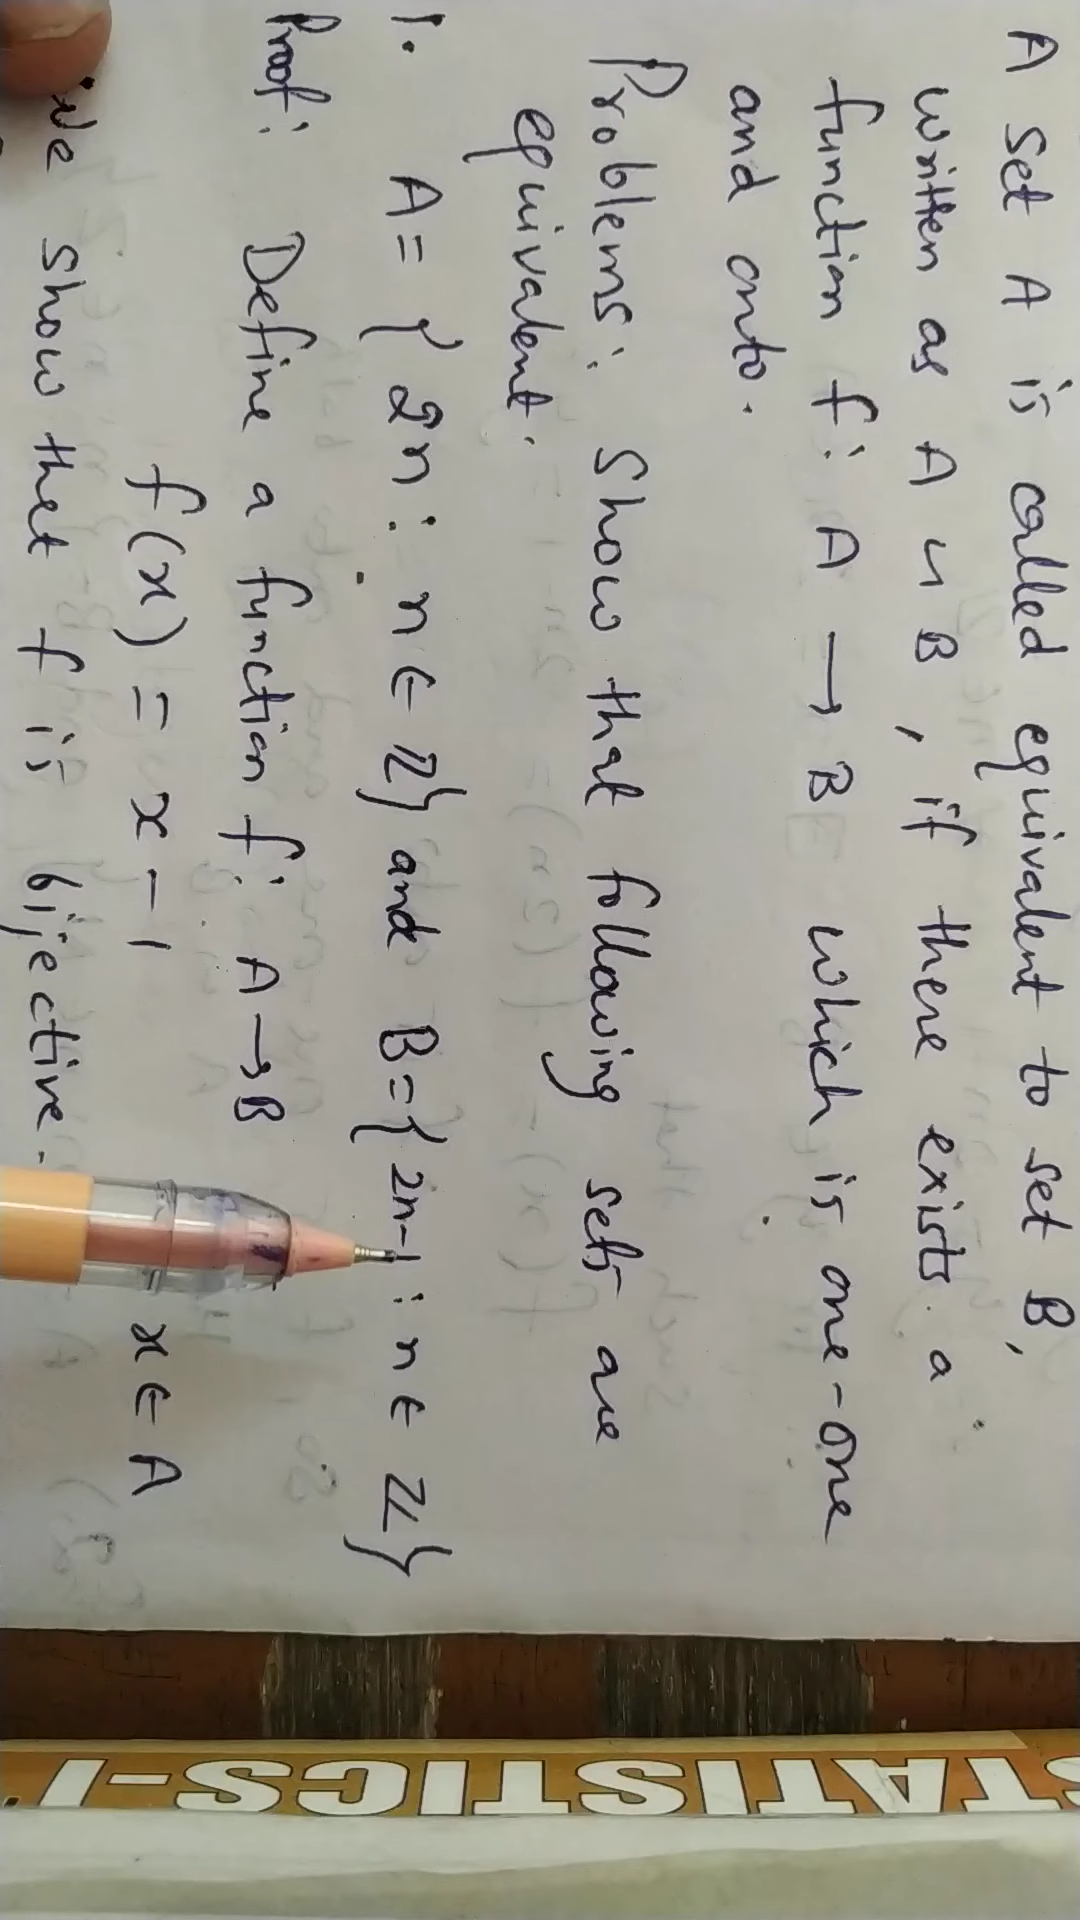 A set A is called equivalent to set B,
written as A ~ B, if there exists a
function f: A → B which is one-one
and onto.
Problems: Show that following sets are
equivalent.
1. A = { 2n : n ∈ Z } and B = { 2n-1 : n ∈ Z }
Proof: Define a function f: A → B
f(x) = x - 1 x ∈ A
we show that f is bijective.
TATISTICS-1